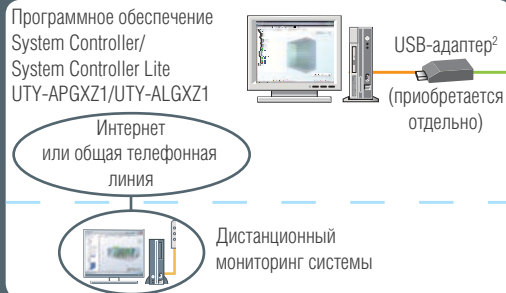 Программное обеспечение
System Controller/
System Controller Lite
UTY-APGXZ1/UTY-ALGXZ1
USB-адаптер²
(приобретается
отдельно)
Интернет
или общая телефонная
линия
Дистанционный
мониторинг системы